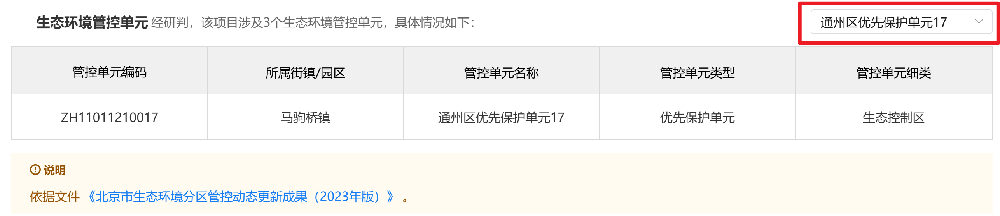 生态环境管控单元 经研判，该项目涉及3个生态环境管控单元，具体情况如下：
通州区优先保护单元17
管控单元编码 所属街镇/园区 管控单元名称 管控单元类型 管控单元细类
ZH11011210017 马驹桥镇 通州区优先保护单元17 优先保护单元 生态控制区
说明
依据文件 《北京市生态环境分区管控动态更新成果（2023年版）》 。